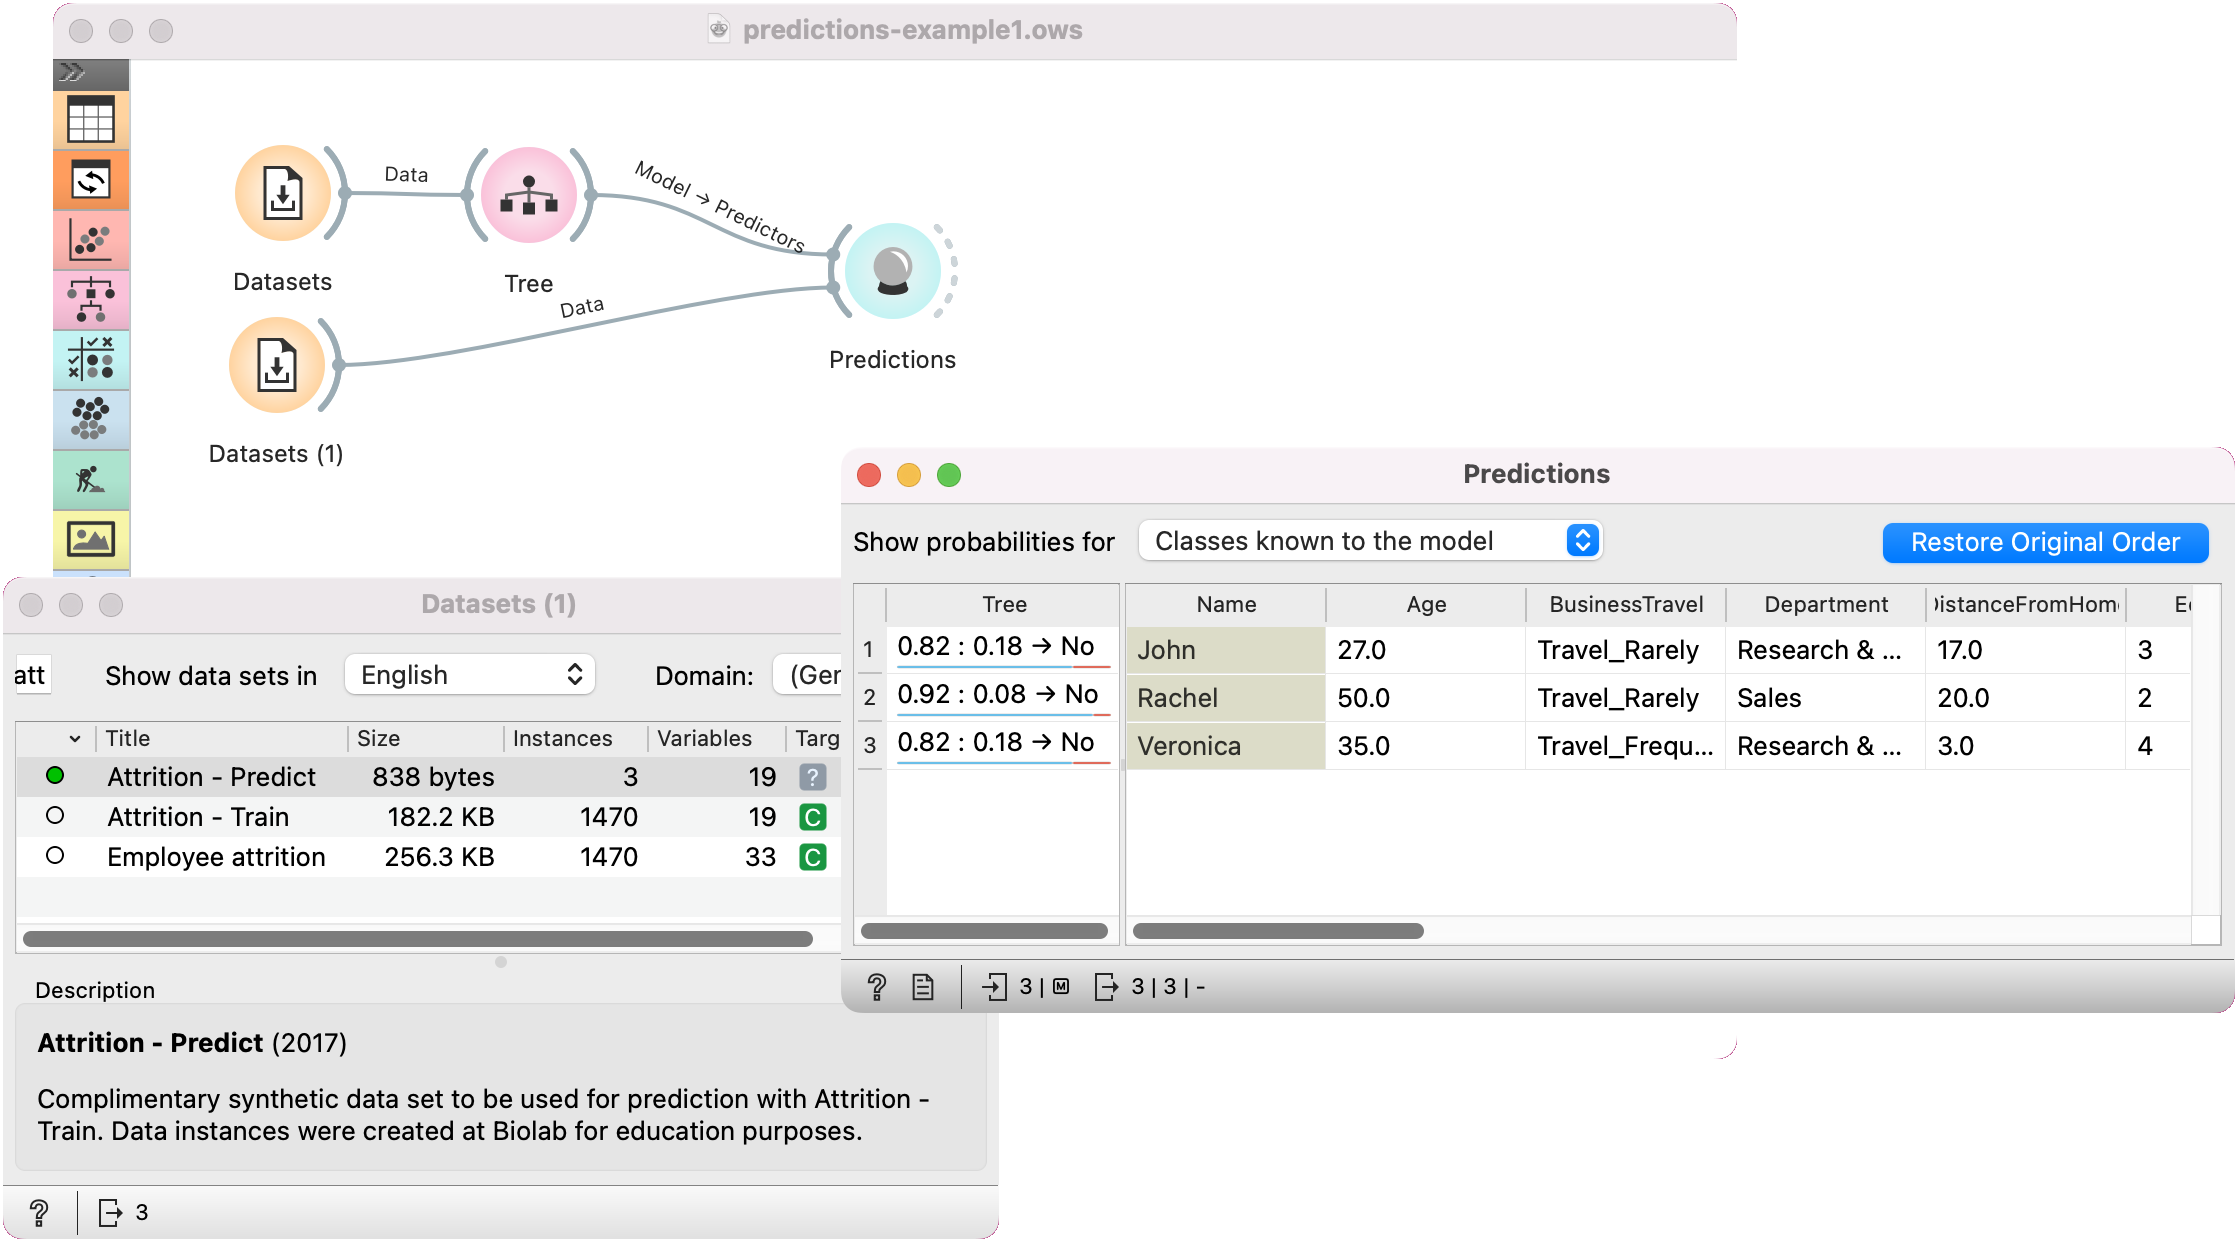 predictions-example1.ows
Data
Model → Predictors
Datasets
Tree
Data
Predictions
Datasets (1)
Predictions
Show probabilities for
Classes known to the model
Restore Original Order
Tree Name Age BusinessTravel Department DistanceFromHom
1 0.82 : 0.18 → No John 27.0 Travel_Rarely Research & ... 17.0 3
2 0.92 : 0.08 → No Rachel 50.0 Travel_Rarely Sales 20.0 2
3 0.82 : 0.18 → No Veronica 35.0 Travel_Frequ... Research & ... 3.0 4
? 3 | M 3 | 3 | -
Datasets (1)
att Show data sets in English Domain: (Ger
Title Size Instances Variables Targ
Attrition - Predict 838 bytes 3 19 ?
Attrition - Train 182.2 KB 1470 19 C
Employee attrition 256.3 KB 1470 33 C
Description
Attrition - Predict (2017)
Complimentary synthetic data set to be used for prediction with Attrition -
Train. Data instances were created at Biolab for education purposes.
? 3